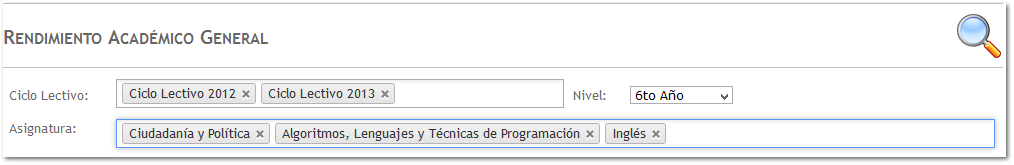 RENDIMIENTO ACADÉMICO GENERAL
Ciclo Lectivo: Ciclo Lectivo 2012 × Ciclo Lectivo 2013 × Nivel: 6to Año
Asignatura: Ciudadanía y Política × Algoritmos, Lenguajes y Técnicas de Programación × Inglés ×